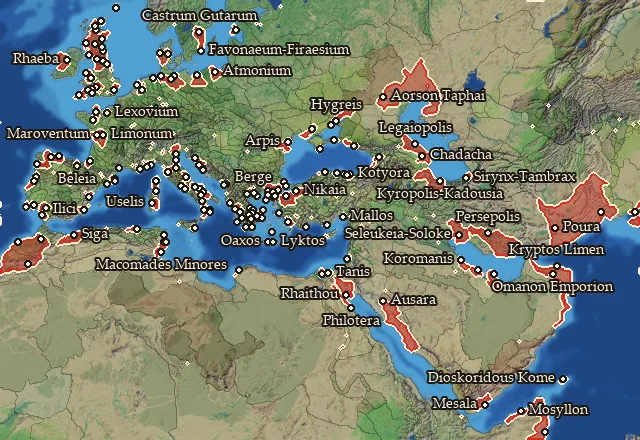 Castrum Gutarum
Favonaeum-Firaesium
Rhaeba
Atmonium
Aorson Taphai
Hygreis
Lexovium
Legaiopolis
Maroventum
Limonum
Arpis
Chadacha
Kotyora
Sirynx-Tambrax
Beleia
Berge
Nikaia
Kyropolis-Kadousia
Uselis
Ilici
Mallos
Persepolis
Poura
Siga
Oaxos
Lyktos
Seleukeia-Soloke
Kryptos Limen
Macomades Minores
Koromanis
Tanis
Omanon Emporion
Rhaithou
Ausara
Philotera
Dioskoridous Kome
Mesala
Mosyllon